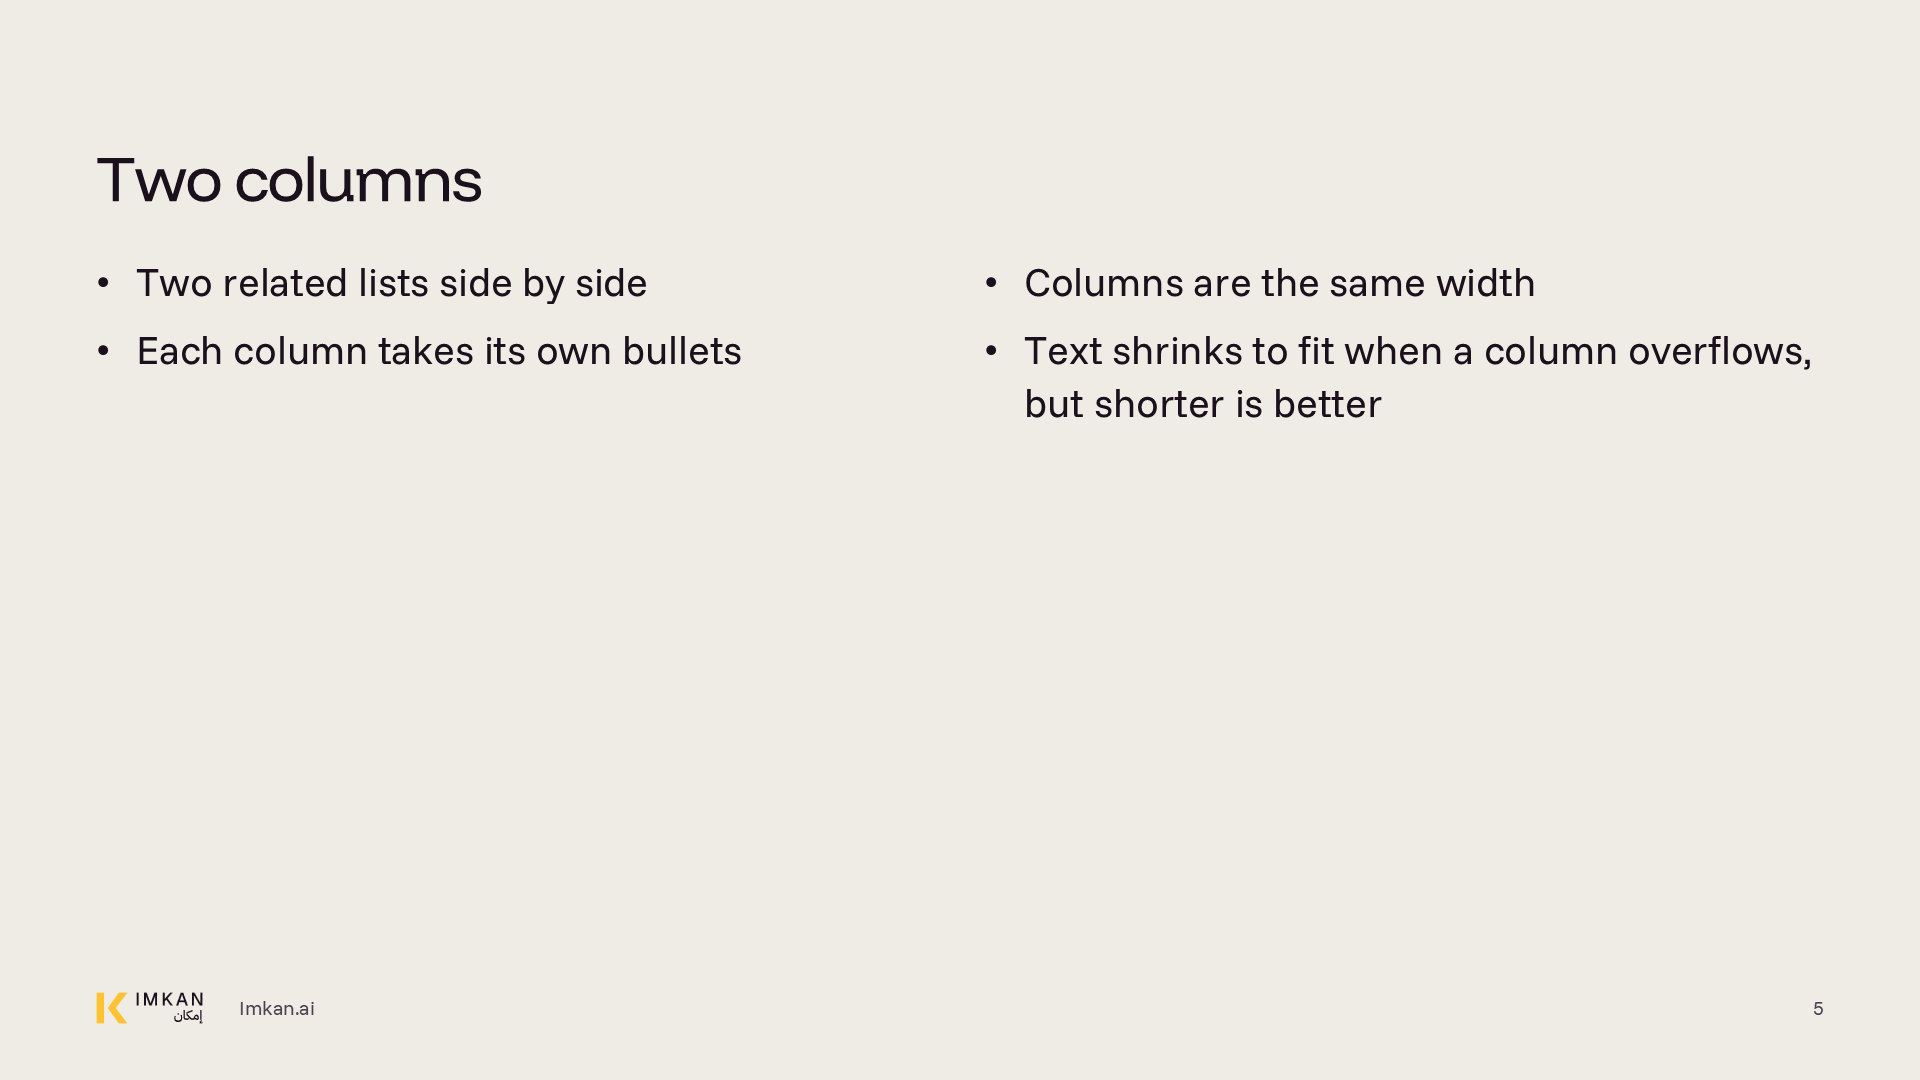 Two columns
• Two related lists side by side
• Each column takes its own bullets
• Columns are the same width
• Text shrinks to fit when a column overflows,
but shorter is better
IMKAN
إمكان
Imkan.ai
5